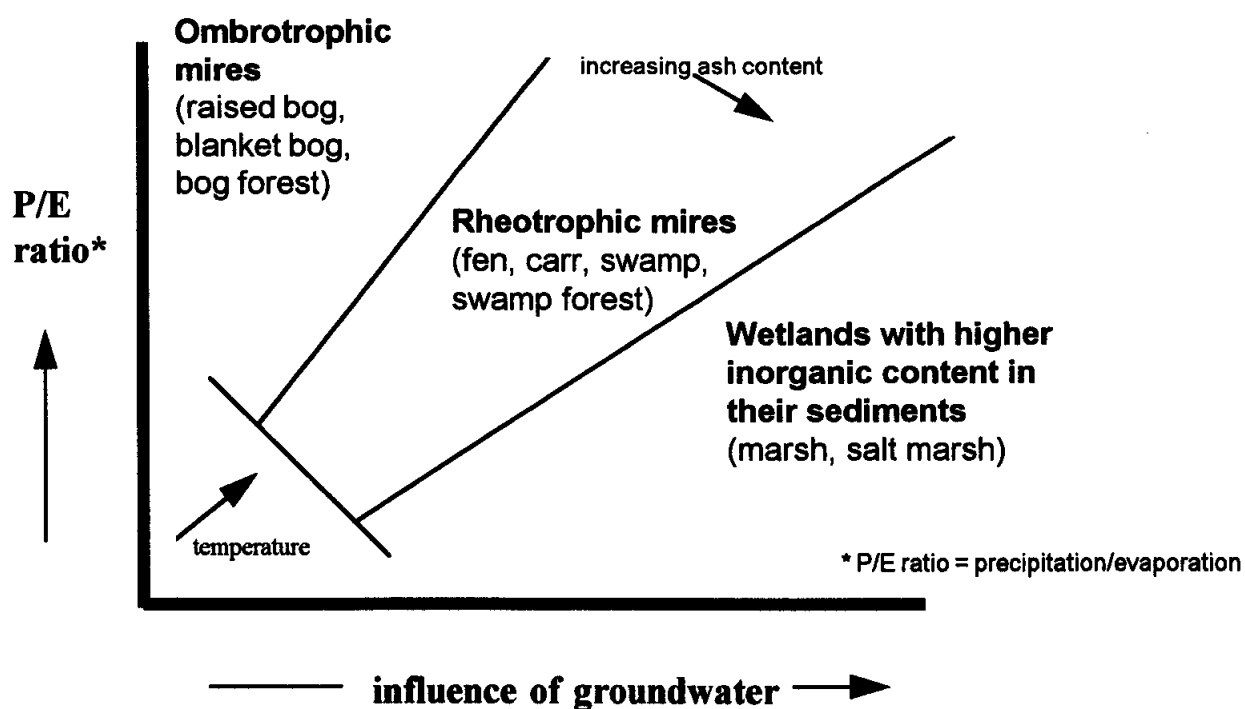 Ombrotrophic
mires
(raised bog,
blanket bog,
bog forest)
increasing ash content
P/E
ratio*
Rheotrophic mires
(fen, carr, swamp,
swamp forest)
Wetlands with higher
inorganic content in
their sediments
(marsh, salt marsh)
temperature
* P/E ratio = precipitation/evaporation
influence of groundwater